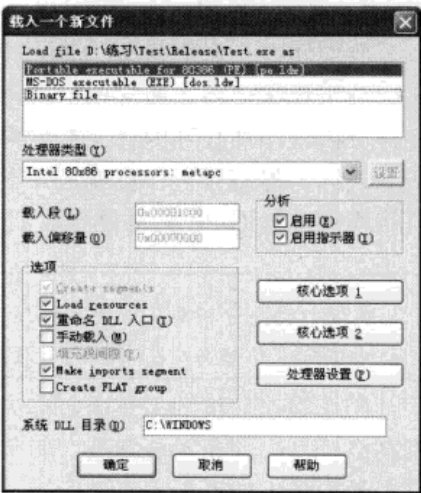 载入一个新文件
Load file D:\练习\Test\Release\Test.exe as
Portable executable for 80386 (PE) [pe.ldw]
MS-DOS executable (EXE) [dos.ldw]
Binary file
处理器类型(Y)
Intel 80x86 processors: metapc
设置
载入段(L) 0x00001000
载入偏移量(O) 0x00000000
分析
启用(E)
启用指示器(I)
选项
Create segments
Load resources
重命名 DLL 入口(T)
手动载入(M)
填充段间隙(F)
Make imports segment
Create FLAT group
核心选项 1
核心选项 2
处理器设置(P)
系统 DLL 目录(D) C:\WINDOWS
确定 取消 帮助